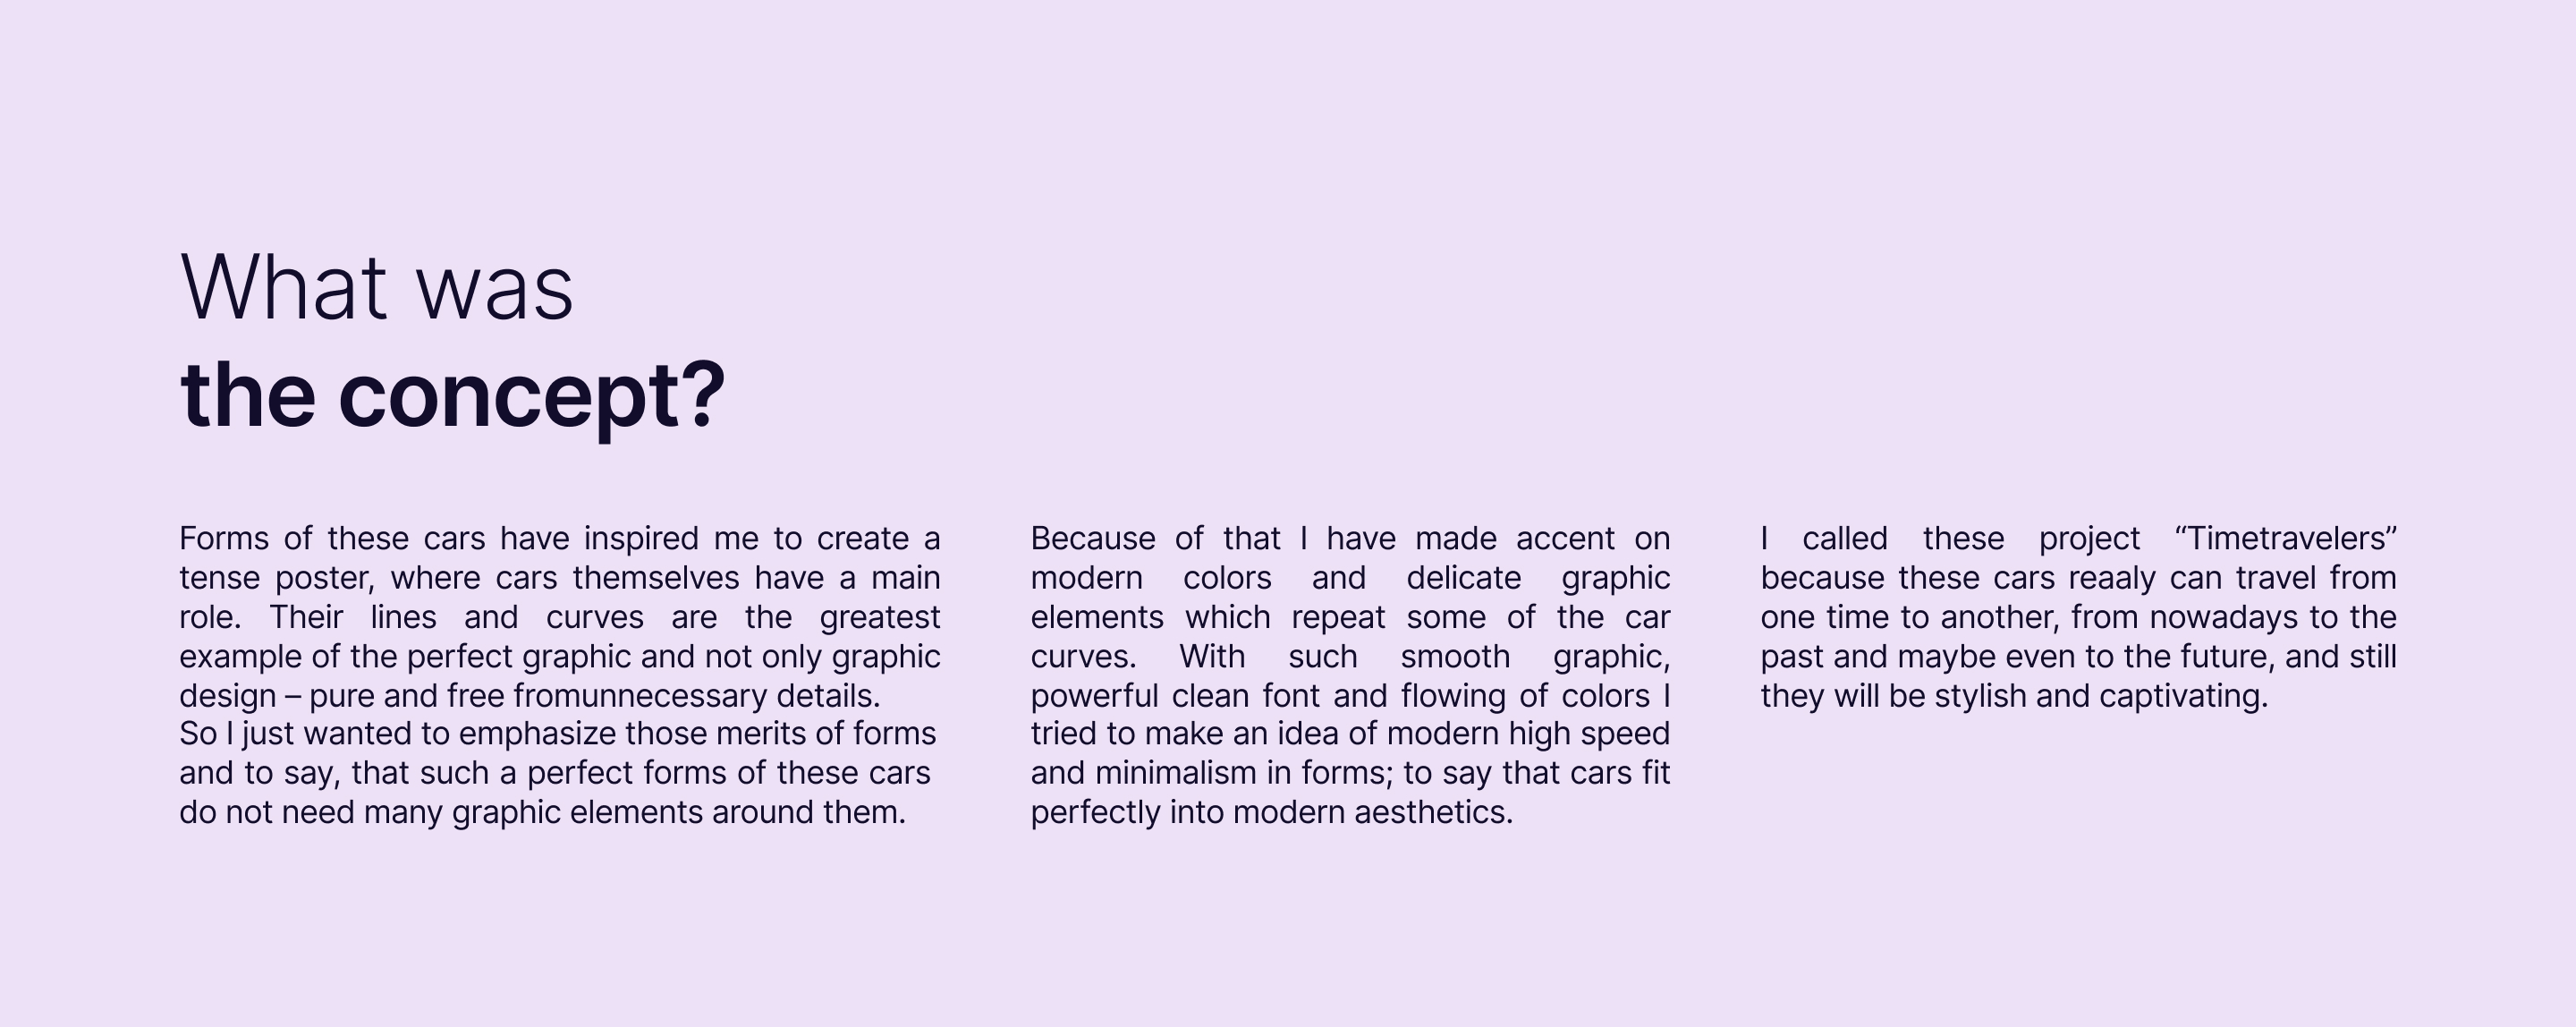 What was
the concept?
Forms of these cars have inspired me to create a
tense poster, where cars themselves have a main
role. Their lines and curves are the greatest
example of the perfect graphic and not only graphic
design – pure and free fromunnecessary details.
So I just wanted to emphasize those merits of forms
and to say, that such a perfect forms of these cars
do not need many graphic elements around them.
Because of that I have made accent on
modern colors and delicate graphic
elements which repeat some of the car
curves. With such smooth graphic,
powerful clean font and flowing of colors I
tried to make an idea of modern high speed
and minimalism in forms; to say that cars fit
perfectly into modern aesthetics.
I called these project “Timetravelers”
because these cars reaaly can travel from
one time to another, from nowadays to the
past and maybe even to the future, and still
they will be stylish and captivating.